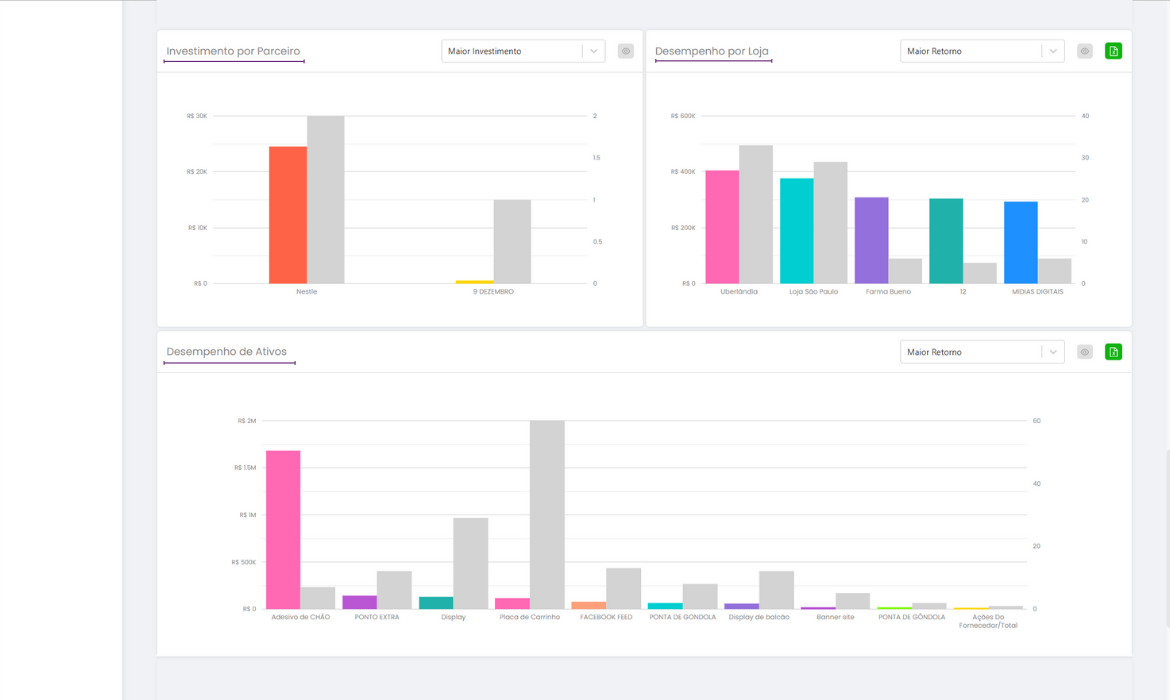 Investimento por Parceiro
Maior Investimento
R$ 30K
R$ 20K
R$ 10K
R$ 0
2
1.5
1
0.5
0
Nestle
9 DEZEMBRO
Desempenho por Loja
Maior Retorno
R$ 600K
R$ 400K
R$ 200K
R$ 0
40
30
20
10
0
Uberlândia
Loja São Paulo
Farma Bueno
12
MIDIAS DIGITAIS
Desempenho de Ativos
Maior Retorno
R$ 2M
R$ 1.5M
R$ 1M
R$ 500K
R$ 0
60
40
20
0
Adesivo de CHÃO
PONTO EXTRA
Display
Placa de Carrinho
FACEBOOK FEED
PONTA DE GONDOLA
Display de balcão
Banner site
PONTA DE GÔNDOLA
Ações Do
Fornecedor/Total